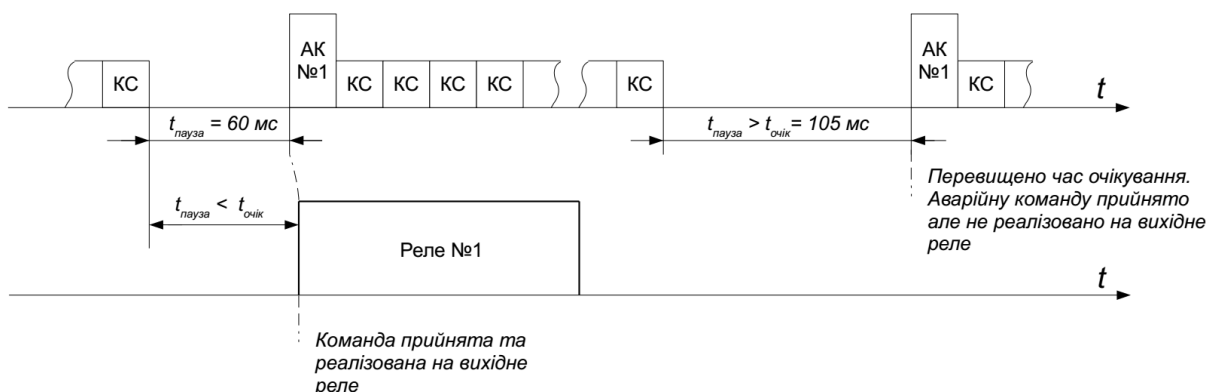 АК
№1
КС
КС
КС
КС
КС
КС
АК
№1
КС
t
tпауза = 60 мс
tпауза > tочік = 105 мс
tпауза < tочік
Перевищено час очікування.
Аварійну команду прийнято
але не реалізовано на вихідне
реле
Реле №1
t
Команда прийнята та
реалізована на вихідне
реле